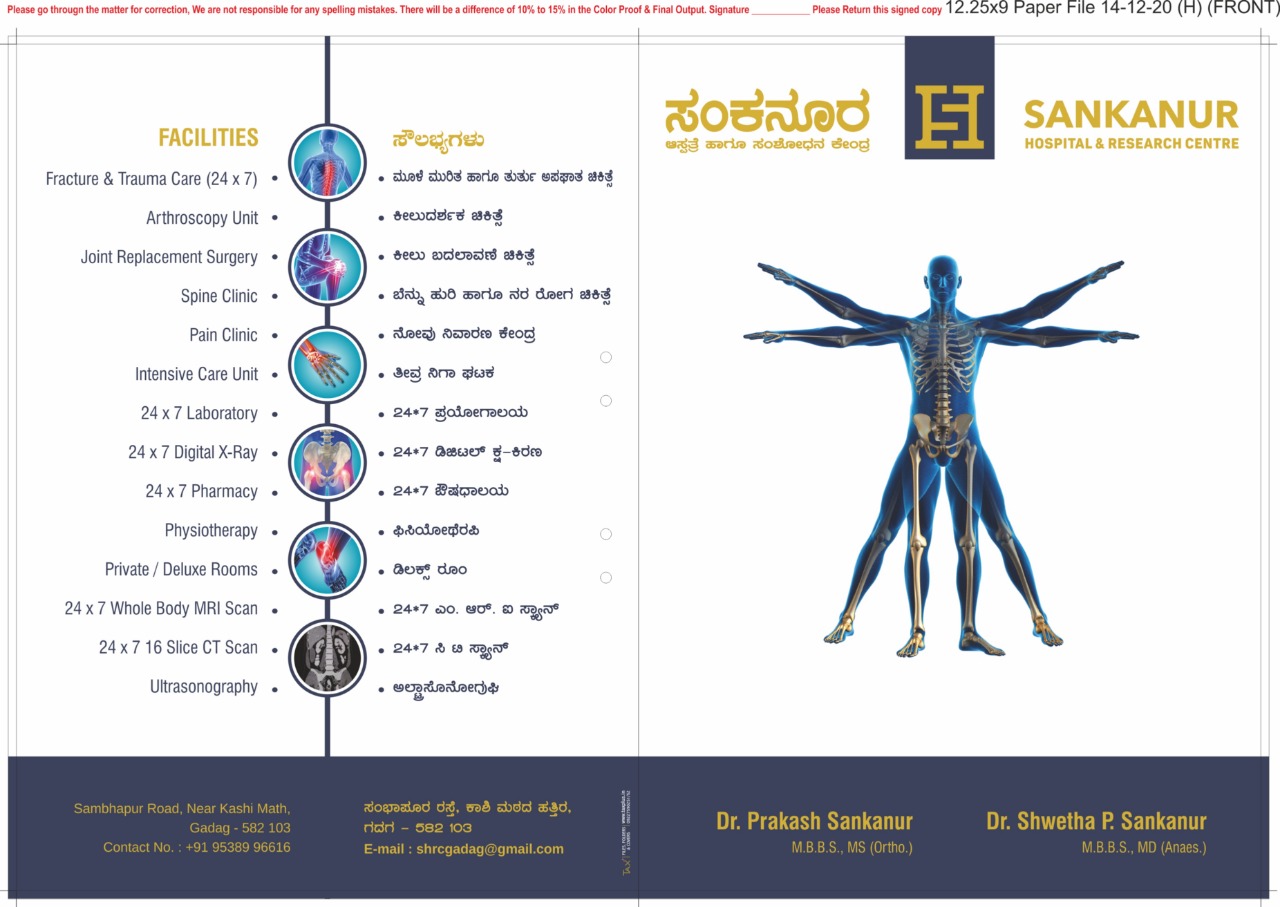 Please go through the matter for correction, We are not responsible for any spelling mistakes. There will be a difference of 10% to 15% in the Color Proof & Final Output. Signature ____________ Please Return this signed copy 12.25x9 Paper File 14-12-20 (H) (FRONT)
FACILITIES
Fracture & Trauma Care (24 x 7) •
Arthroscopy Unit •
Joint Replacement Surgery •
Spine Clinic •
Pain Clinic •
Intensive Care Unit •
24 x 7 Laboratory •
24 x 7 Digital X-Ray •
24 x 7 Pharmacy •
Physiotherapy •
Private / Deluxe Rooms •
24 x 7 Whole Body MRI Scan •
24 x 7 16 Slice CT Scan •
Ultrasonography •
ಸೌಲಭ್ಯಗಳು
• ಮೂಳೆ ಮುರಿತ ಹಾಗೂ ತುರ್ತು ಅಪಘಾತ ಚಿಕಿತ್ಸೆ
• ಕೀಲುದರ್ಶಕ ಚಿಕಿತ್ಸೆ
• ಕೀಲು ಬದಲಾವಣೆ ಚಿಕಿತ್ಸೆ
• ಬೆನ್ನು ಹುರಿ ಹಾಗೂ ನರ ರೋಗ ಚಿಕಿತ್ಸೆ
• ನೋವು ನಿವಾರಣ ಕೇಂದ್ರ
• ತೀವ್ರ ನಿಗಾ ಘಟಕ
• 24*7 ಪ್ರಯೋಗಾಲಯ
• 24*7 ಡಿಜಿಟಲ್ ಕ್ಷ-ಕಿರಣ
• 24*7 ಔಷಧಾಲಯ
• ಫಿಸಿಯೋಥೆರಪಿ
• ಡಿಲಕ್ಸ್ ರೂಂ
• 24*7 ಎಂ. ಆರ್. ಐ ಸ್ಕ್ಯಾನ್
• 24*7 ಸಿ ಟಿ ಸ್ಕ್ಯಾನ್
• ಅಲ್ಟ್ರಾಸೊನೋಗ್ರುಫಿ
Sambhapur Road, Near Kashi Math,
Gadag - 582 103
Contact No. : +91 95389 96616
ಸಂಭಾಪೂರ ರಸ್ತೆ, ಕಾಶಿ ಮಠದ ಹತ್ತಿರ,
ಗದಗ - 582 103
E-mail : shrcgadag@gmail.com
ಸಂಕನೂರ
ಆಸ್ಪತ್ರೆ ಹಾಗೂ ಸಂಶೋಧನ ಕೇಂದ್ರ
SANKANUR
HOSPITAL & RESEARCH CENTRE
Dr. Prakash Sankanur
M.B.B.S., MS (Ortho.)
Dr. Shwetha P. Sankanur
M.B.B.S., MD (Anaes.)